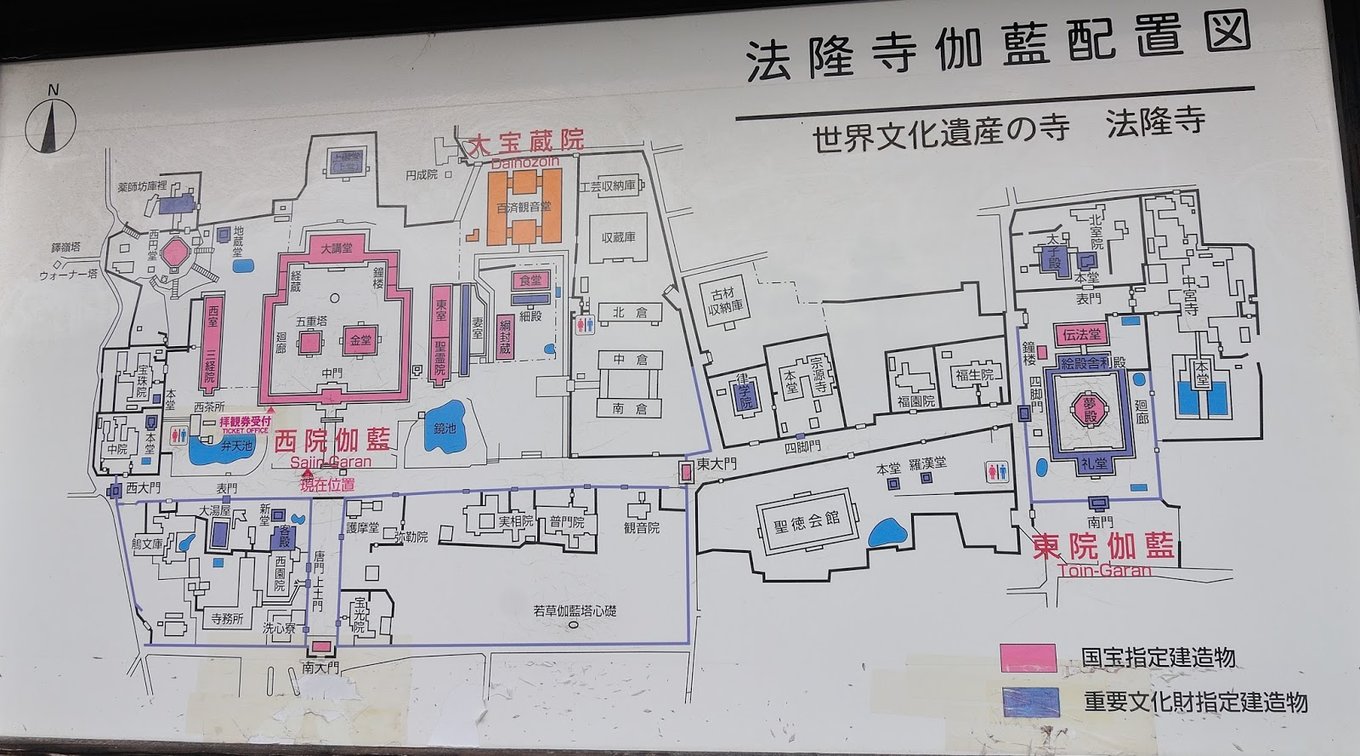 法隆寺伽藍配置図
世界文化遺産の寺 法隆寺
N
大宝蔵院
Daihozoin
百済観音堂
円成院
工芸収納庫
収蔵庫
薬師坊庫裡
西円堂
地蔵堂
鐸嶺塔
ウォーナー塔
大講堂
経蔵
鐘楼
五重塔
金堂
廻廊
中門
西室
三経院
東室
聖霊院
妻室
食堂
細殿
綱封蔵
北倉
中倉
南倉
古材
収納庫
律学院
本堂
宗源寺
福園院
福生院
北室院
太子殿
本堂
表門
中宮寺
本堂
伝法堂
鐘楼
絵殿舎利殿
四脚門
夢殿
廻廊
礼堂
南門
東院伽藍
Toin-Garan
宝珠院
本堂
西茶所
拝観券受付
TICKET OFFICE
弁天池
西院伽藍
Saiin-Garan
現在位置
鏡池
中院
本堂
西大門
表門
東大門
四脚門
本堂
羅漢堂
聖徳会館
大湯屋
新堂
客殿
鵤文庫
西園院
唐門
上土門
護摩堂
弥勒院
実相院
普門院
観音院
寺務所
洗心寮
宝光院
若草伽藍塔心礎
南大門
国宝指定建造物
重要文化財指定建造物